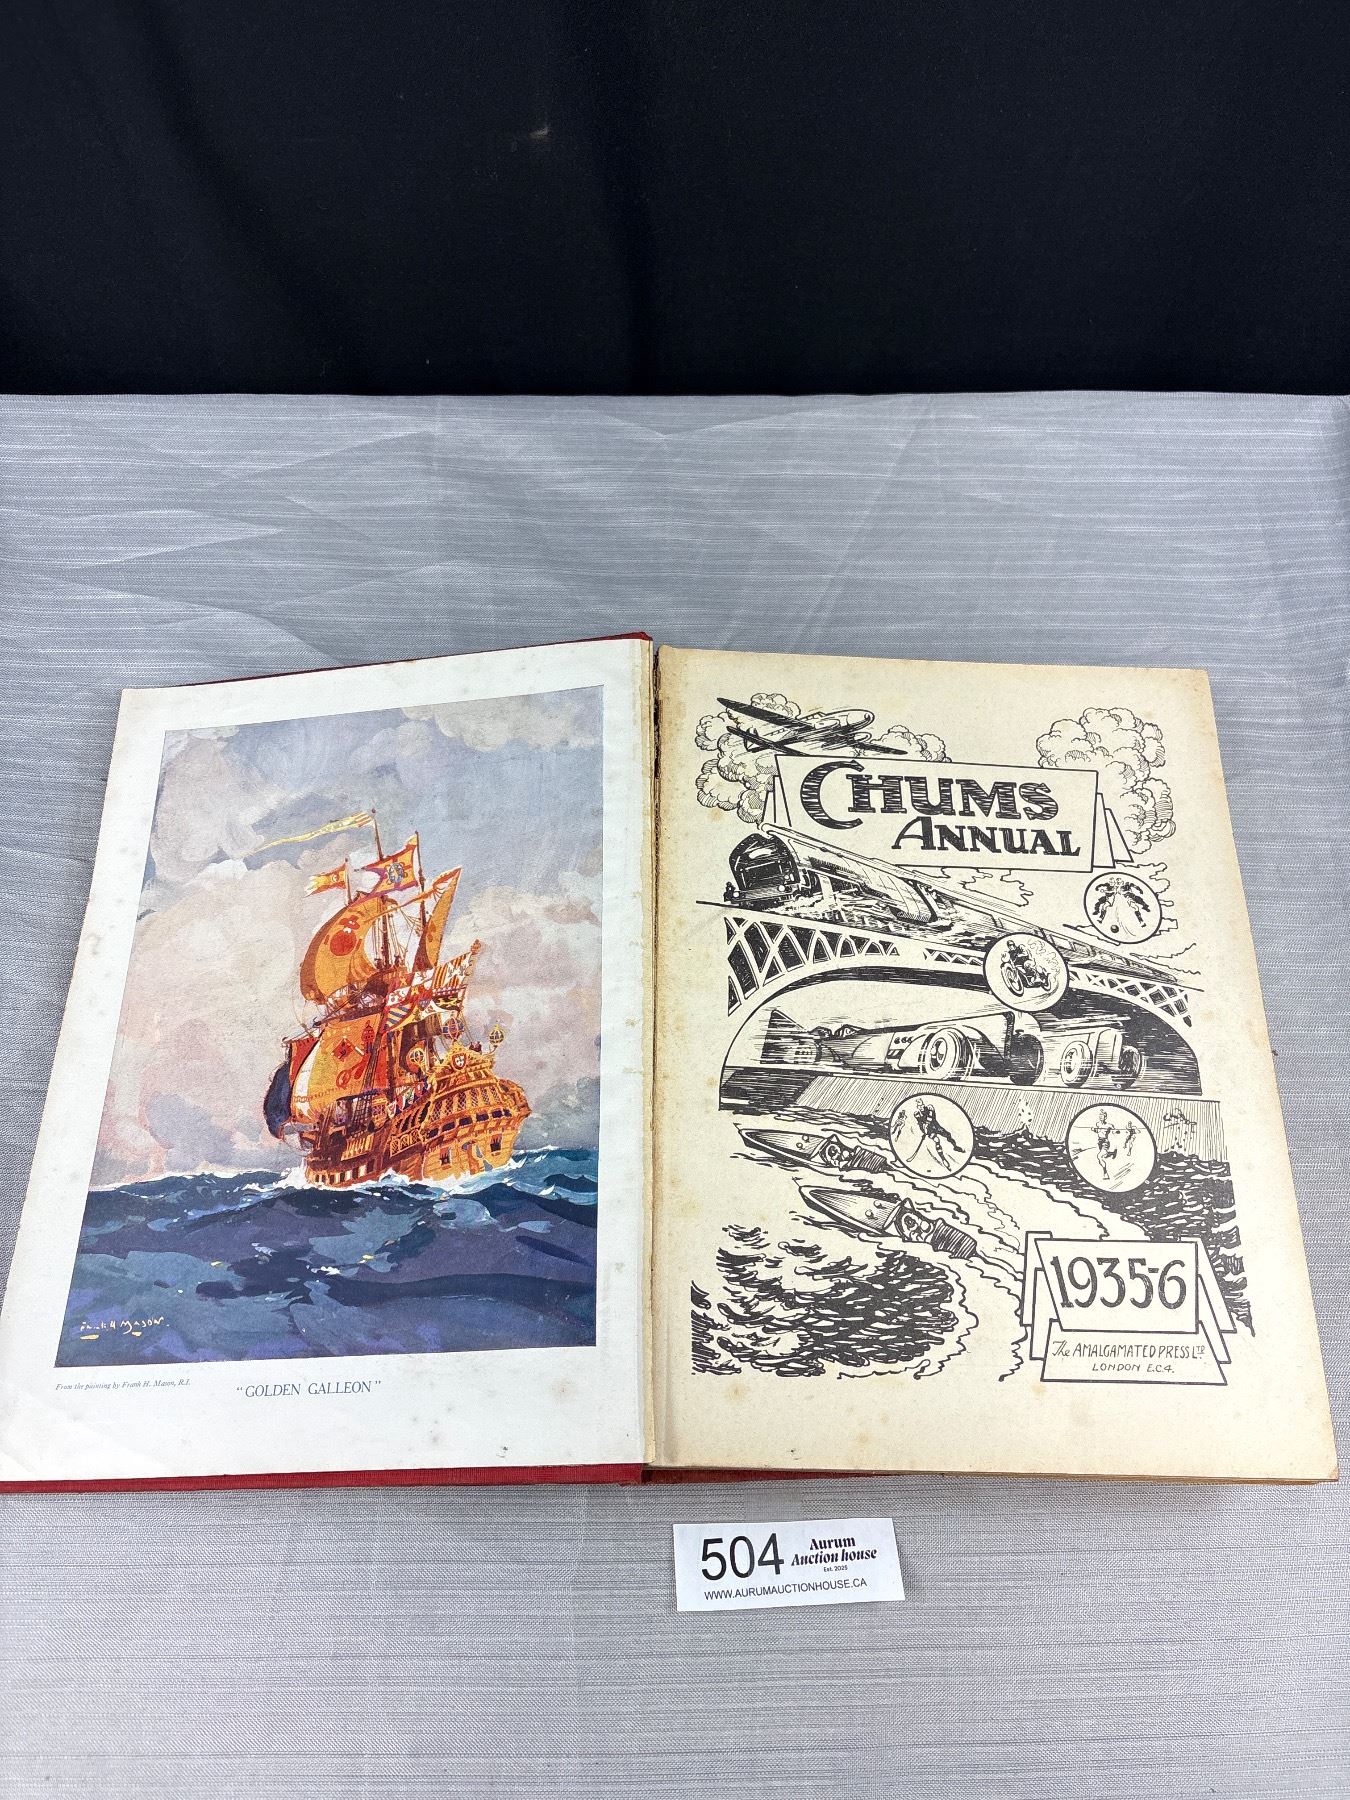 Frank H Mason.
From the painting by Frank H. Mason, R.I.
"GOLDEN GALLEON"
CHUMS
ANNUAL
1935-6
The AMALGAMATED PRESS LTD.
LONDON E.C.4.
504
Aurum
Auction house
Est. 2025
WWW.AURUMAUCTIONHOUSE.CA